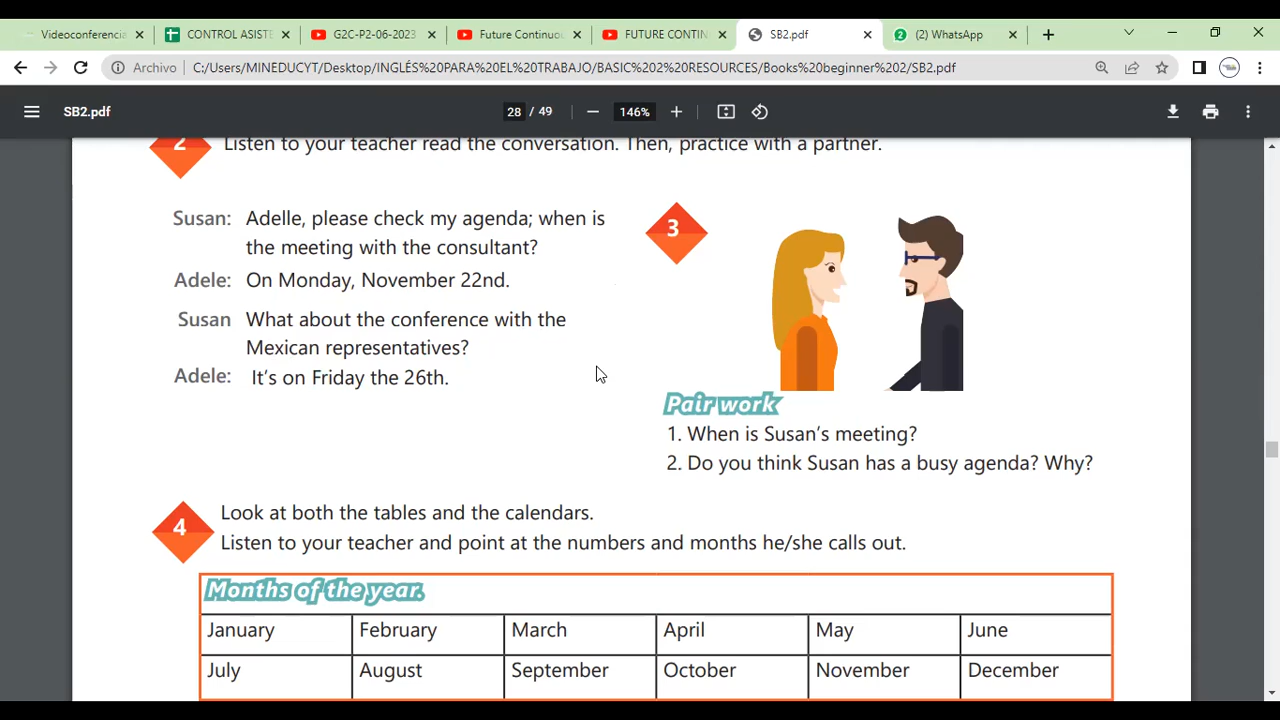 Videoconferencia
CONTROL ASISTE
G2C-P2-06-2023
Future Continuo
FUTURE CONTIN
SB2.pdf
(2) WhatsApp
Archivo
C:/Users/MINEDUCYT/Desktop/INGLÉS%20PARA%20EL%20TRABAJO/BASIC%202%20RESOURCES/Books%20beginner%202/SB2.pdf
SB2.pdf
28 / 49
146%
2 Listen to your teacher read the conversation. Then, practice with a partner.
Susan: Adelle, please check my agenda; when is
the meeting with the consultant?
Adele: On Monday, November 22nd.
Susan What about the conference with the
Mexican representatives?
Adele: It's on Friday the 26th.
3
Pair work
1. When is Susan's meeting?
2. Do you think Susan has a busy agenda? Why?
4 Look at both the tables and the calendars.
Listen to your teacher and point at the numbers and months he/she calls out.
Months of the year.
January February March April May June
July August September October November December